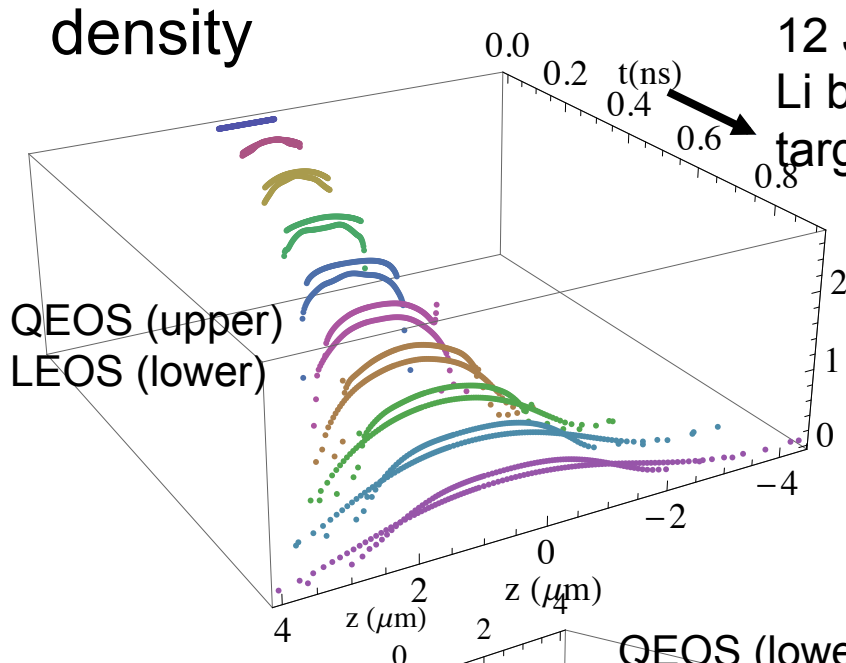 density
12
Li b
targ
0.0
0.2
t(ns)
0.4
0.6
0.8
2
1
0
QEOS (upper)
LEOS (lower)
−4
−2
0
2
4
z (μm)
z (μm)
4
2
0
QEOS (lowe